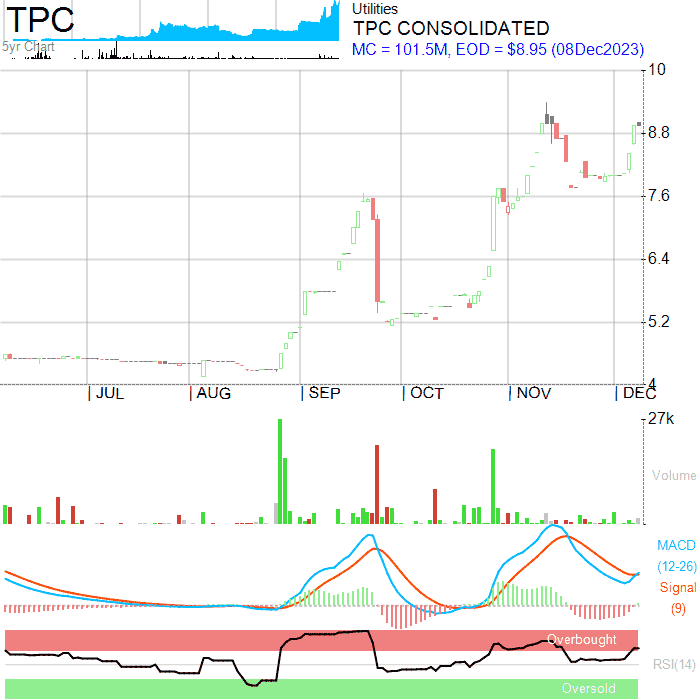 TPC
5yr Chart
Utilities
TPC CONSOLIDATED
MC = 101.5M, EOD = $8.95 (08Dec2023)
10
8.8
7.6
6.4
5.2
4
JUL AUG SEP OCT NOV DEC
27k
Volume
MACD
(12-26)
Signal
(9)
Overbought
RSI(14)
Oversold